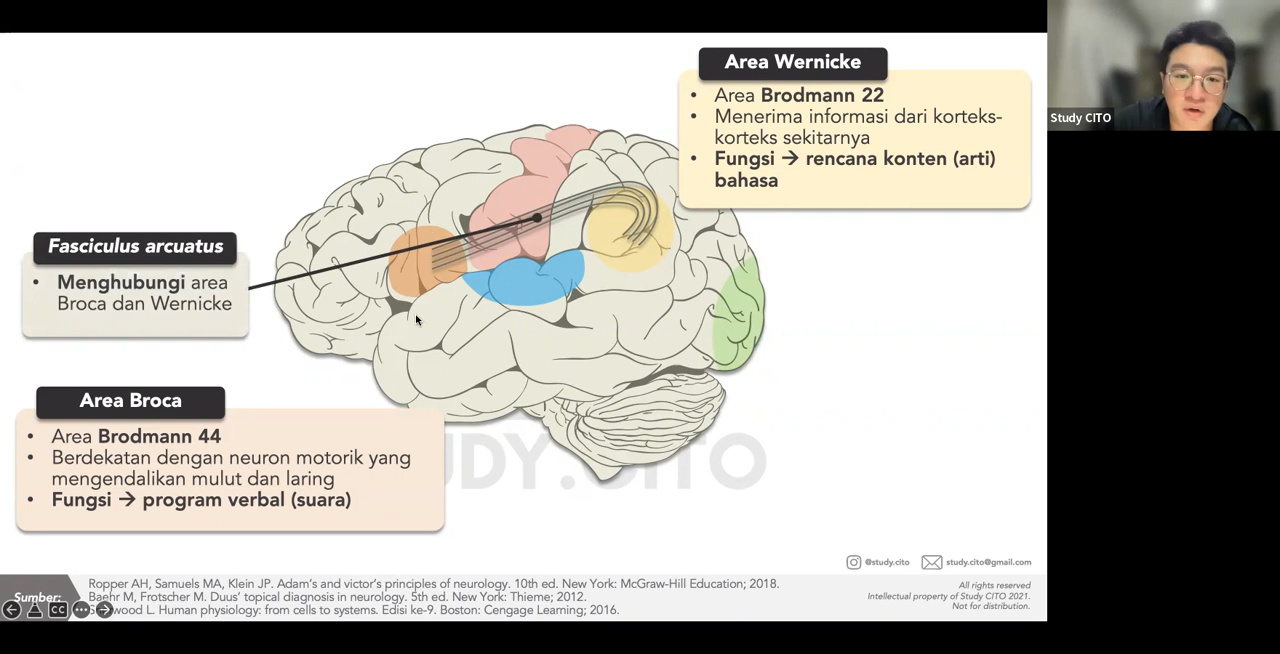 Area Wernicke
• Area Brodmann 22
• Menerima informasi dari korteks-
korteks sekitarnya
• Fungsi → rencana konten (arti)
bahasa
Study CITO
Fasciculus arcuatus
• Menghubungi area
Broca dan Wernicke
Area Broca
• Area Brodmann 44
• Berdekatan dengan neuron motorik yang
mengendalikan mulut dan laring
• Fungsi → program verbal (suara)
UDY.CITO
@study.cito
study.cito@gmail.com
Sumber:
Ropper AH, Samuels MA, Klein JP. Adam's and victor's principles of neurology. 10th ed. New York: McGraw-Hill Education; 2018.
Baehr M, Frotscher M. Duus' topical diagnosis in neurology. 5th ed. New York: Thieme; 2012.
L. Human physiology: from cells to systems. Edisi ke-9. Boston: Cengage Learning; 2016.
CC
All rights reserved
Intellectual property of Study CITO 2021.
Not for distribution.